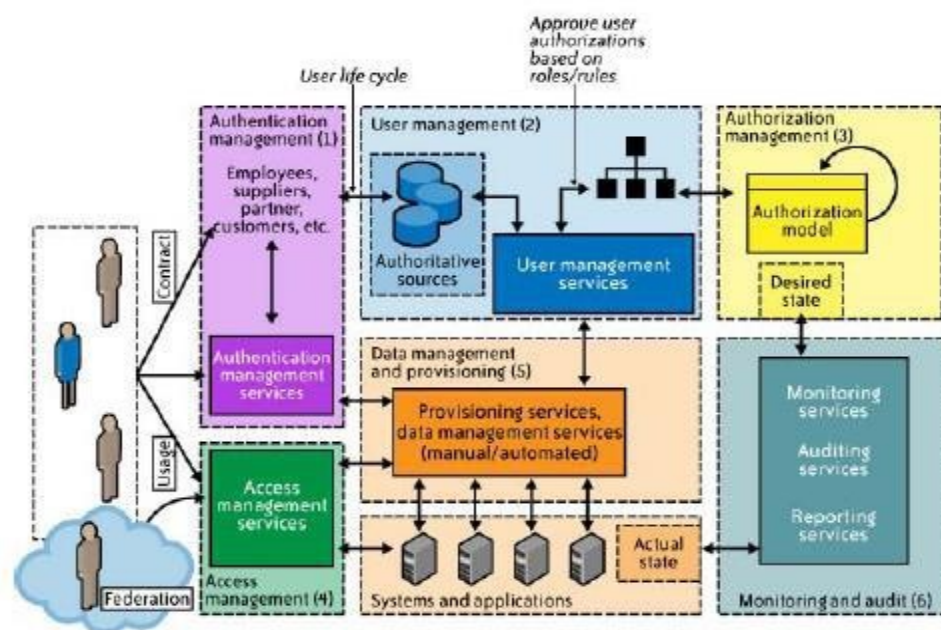 Approve user
authorizations
based on
roles/rules
User life cycle
Authentication
management (1)
Employees,
suppliers,
partner,
customers, etc.
User management (2)
Authoritative
sources
User management
services
Authorization
management (3)
Authorization
model
Desired
state
Contract
Usage
Federation
Authentication
management
services
Data management
and provisioning (5)
Provisioning services,
data management services
(manual/automated)
Access
management
services
Access
management (4)
Actual
state
Systems and applications
Monitoring
services
Auditing
services
Reporting
services
Monitoring and audit (6)